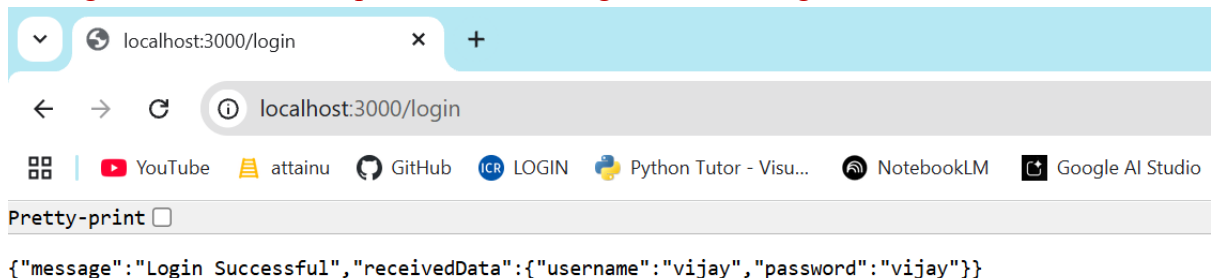 localhost:3000/login
localhost:3000/login
YouTube attainu GitHub ICR LOGIN Python Tutor - Visu... NotebookLM Google AI Studio
Pretty-print
{"message":"Login Successful","receivedData":{"username":"vijay","password":"vijay"}}